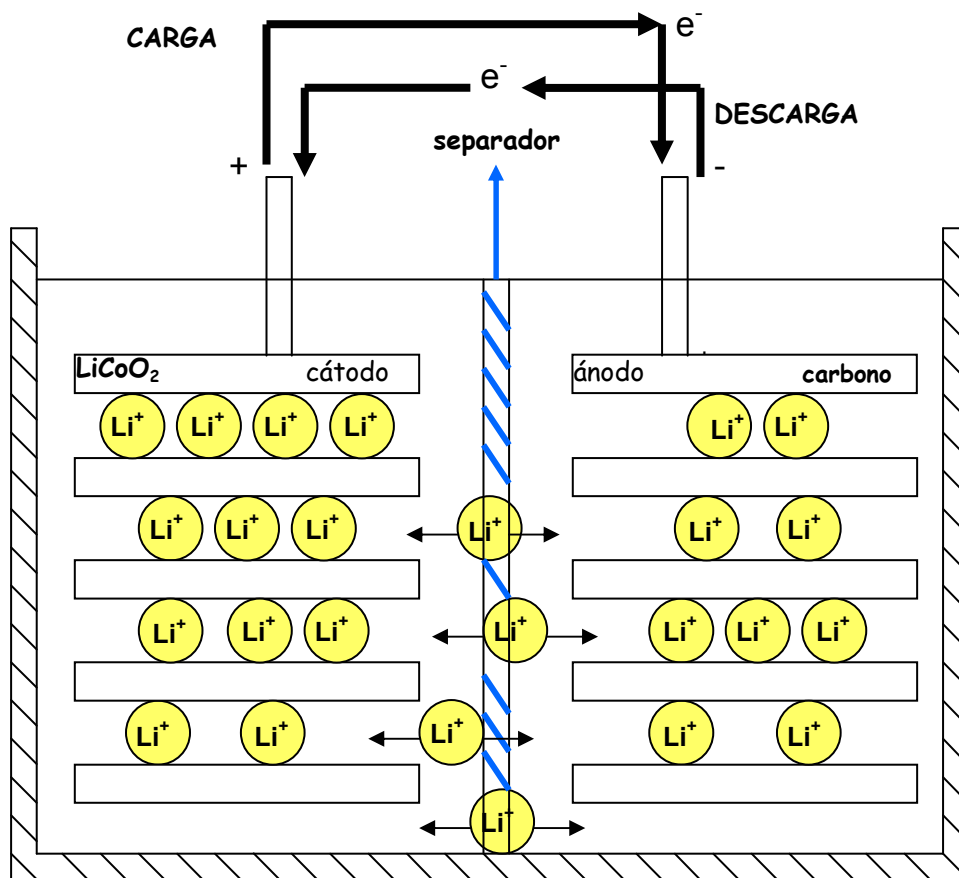 CARGA
e⁻
e⁻
DESCARGA
separador
+
-
LiCoO₂ cátodo
ánodo carbono
Li⁺ Li⁺ Li⁺ Li⁺ Li⁺ Li⁺
Li⁺ Li⁺ Li⁺ Li⁺ Li⁺ Li⁺
Li⁺ Li⁺ Li⁺ Li⁺ Li⁺ Li⁺ Li⁺
Li⁺ Li⁺ Li⁺ Li⁺ Li⁺
Li⁺